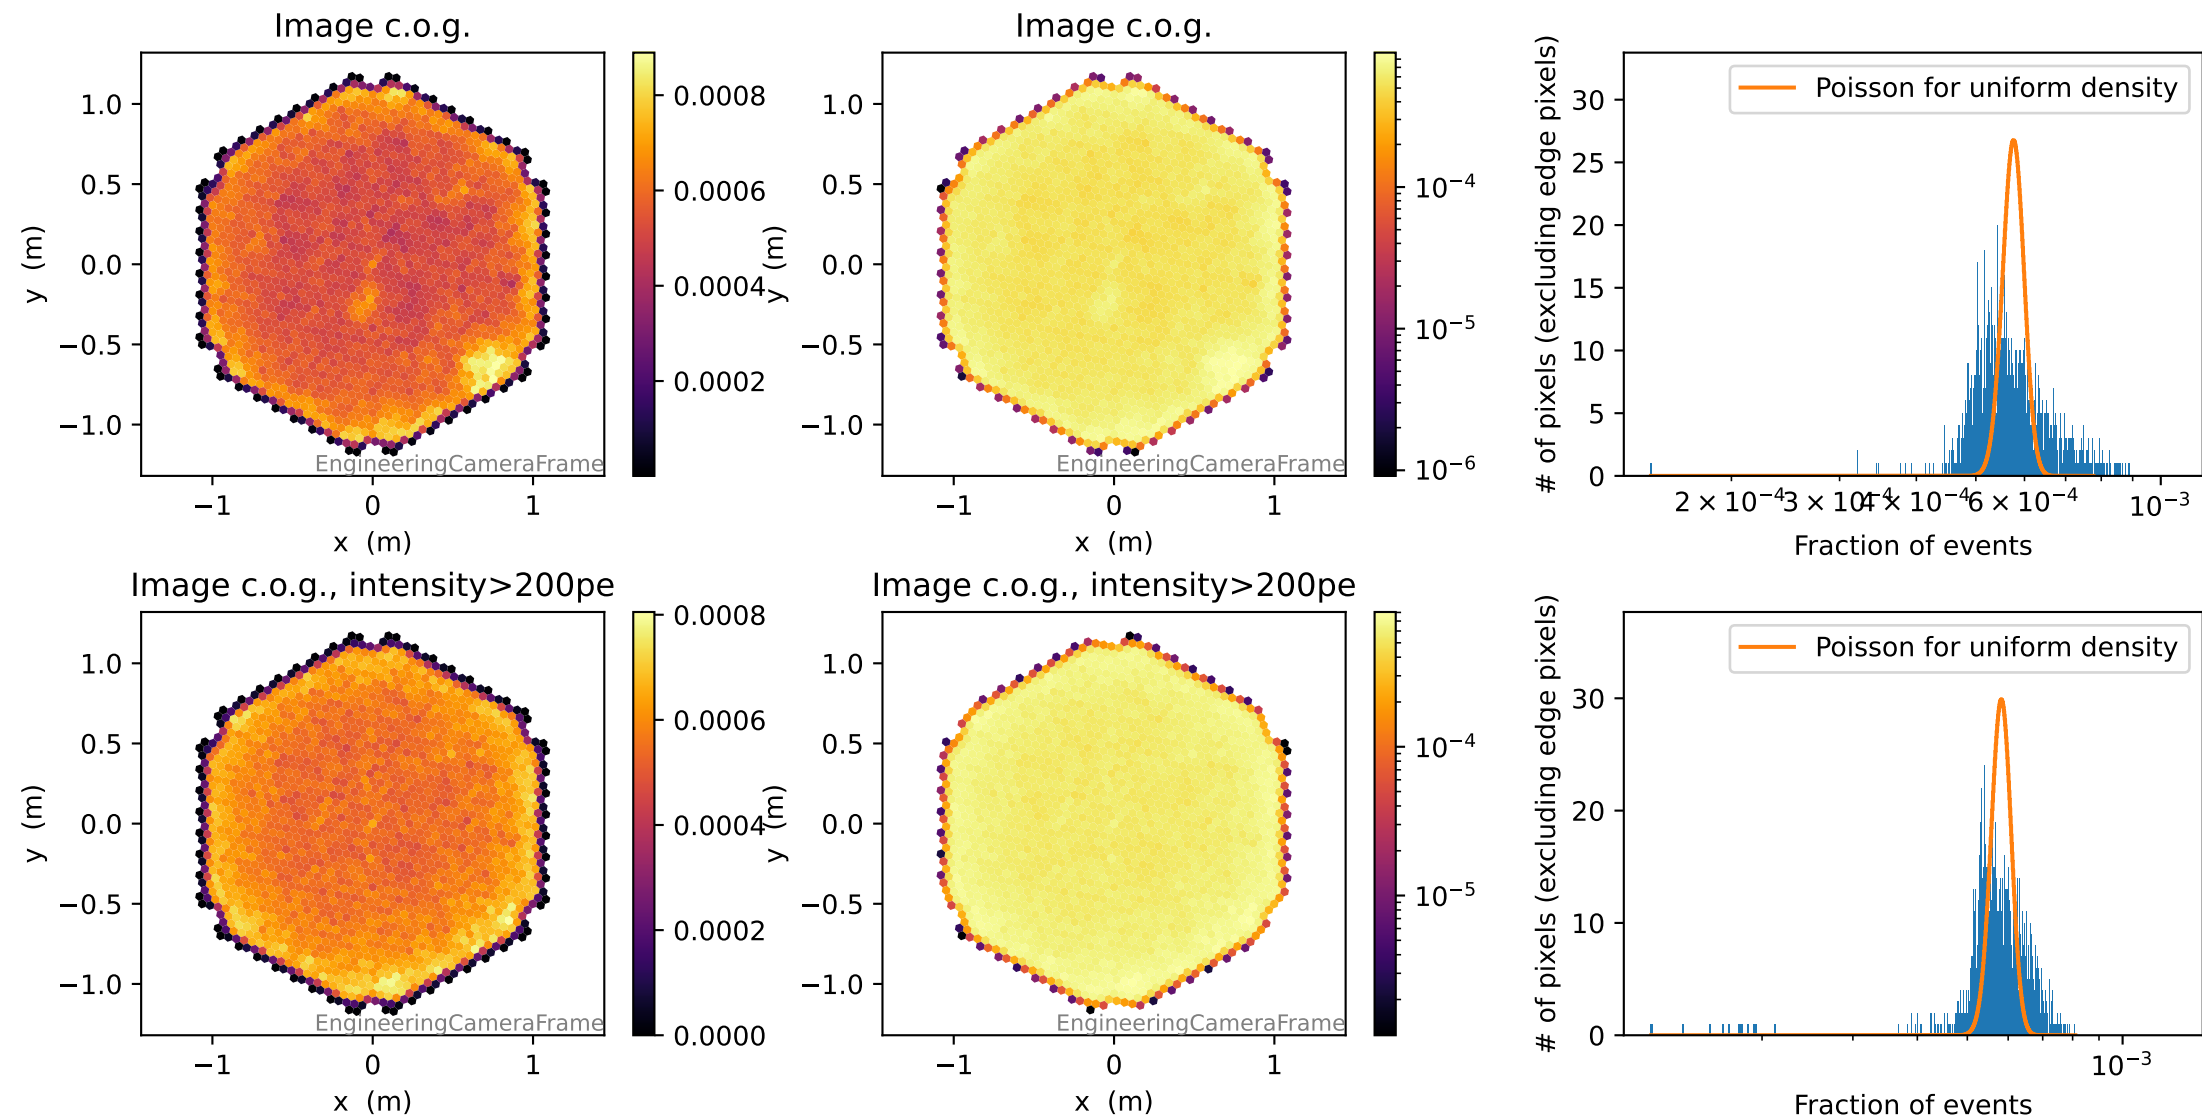 Image c.o.g.
1.0
0.5
0.0
−0.5
−1.0
y (m)
−1
0
1
x (m)
EngineeringCameraFrame
0.0008
0.0006
0.0004
0.0002
Image c.o.g.
1.0
0.5
0.0
−0.5
−1.0
y (m)
−1
0
1
x (m)
EngineeringCameraFrame
10⁻⁴
10⁻⁵
10⁻⁶
# of pixels (excluding edge pixels)
30
25
20
15
10
5
0
Poisson for uniform density
2 × 10⁻⁴
3 × 10⁻⁴
4 × 10⁻⁴
6 × 10⁻⁴
10⁻³
Fraction of events
Image c.o.g., intensity>200pe
1.0
0.5
0.0
−0.5
−1.0
y (m)
−1
0
1
x (m)
EngineeringCameraFrame
0.0008
0.0006
0.0004
0.0002
0.0000
Image c.o.g., intensity>200pe
1.0
0.5
0.0
−0.5
−1.0
y (m)
−1
0
1
x (m)
EngineeringCameraFrame
10⁻⁴
10⁻⁵
# of pixels (excluding edge pixels)
30
20
10
0
Poisson for uniform density
10⁻³
Fraction of events